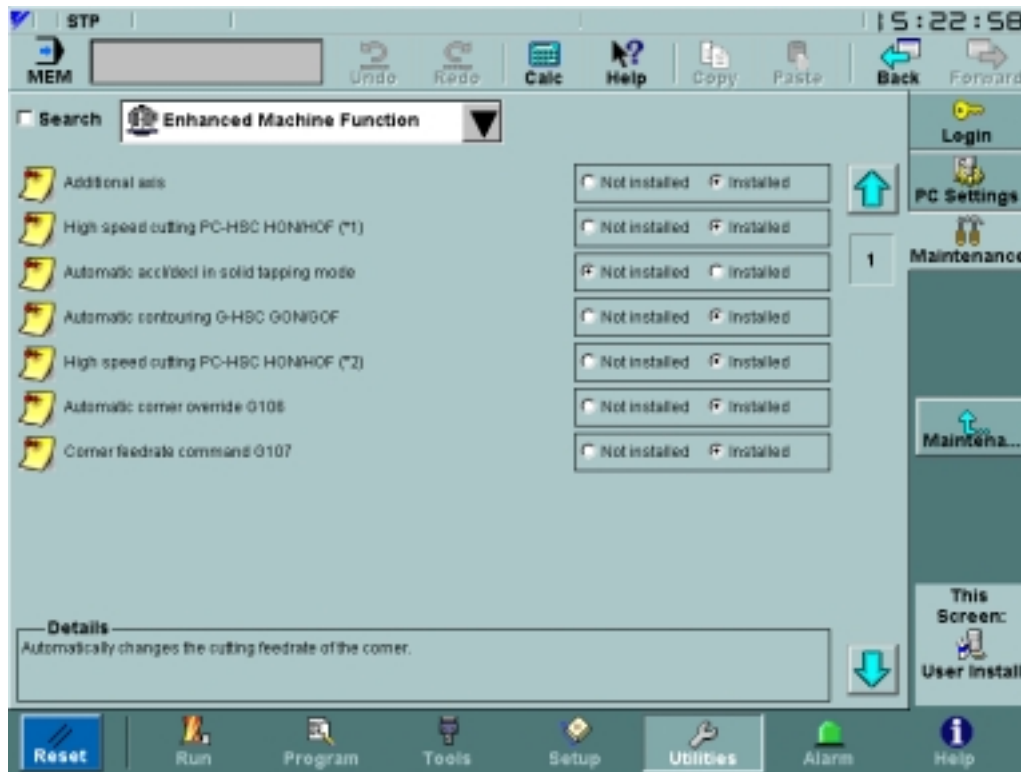 STP
15:22:58
MEM
Undo
Redo
Calc
Help
Copy
Paste
Back
Forward
Search
Enhanced Machine Function
Login
PC Settings
Maintenance
Additional axis
Not installed Installed
High speed cutting PC-HSC HON/HOF (*1)
Not installed Installed
Automatic accl/decl in solid tapping mode
Not installed Installed
Automatic contouring G-HSC GON/GOF
Not installed Installed
High speed cutting PC-HSC HON/HOF (*2)
Not installed Installed
Automatic corner override G106
Not installed Installed
Corner feedrate command G107
Not installed Installed
1
Maintena...
Details
Automatically changes the cutting feedrate of the corner.
This
Screen:
User Install
Reset
Run
Program
Tools
Setup
Utilities
Alarm
Help